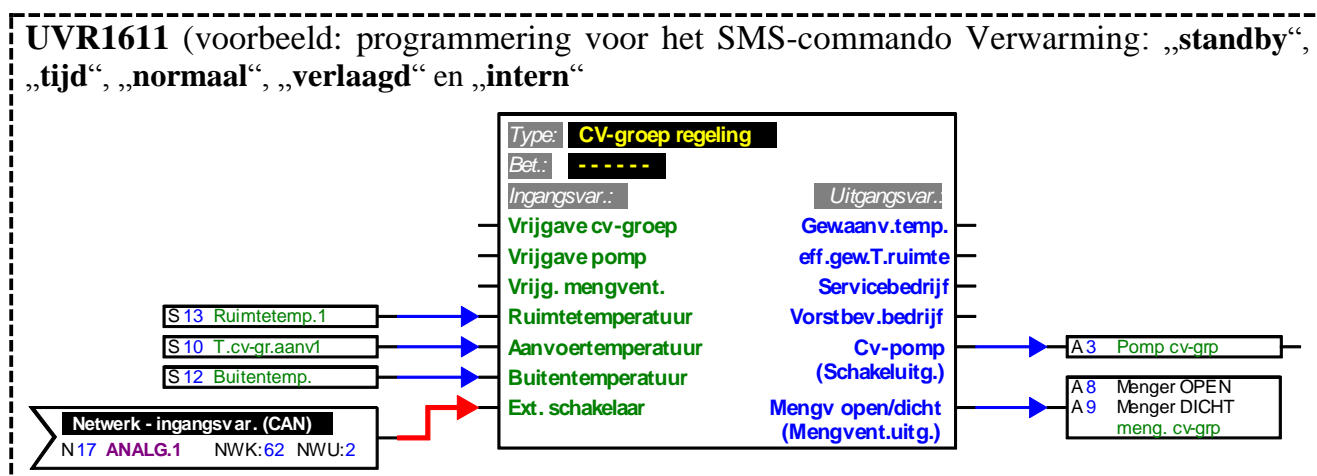 UVR1611 (voorbeeld: programmering voor het SMS-commando Verwarming: „standby“,
„tijd“, „normaal“, „verlaagd“ en „intern“
Type: CV-groep regeling
Bet.: - - - - - -
Ingangsvar.: Uitgangsvar.:
Vrijgave cv-groep Gew.aanv.temp.
Vrijgave pomp eff.gew.T.ruimte
Vrijg. mengvent. Servicebedrijf
S 13 Ruimtetemp.1 Ruimtetemperatuur Vorstbev.bedrijf
S 10 T.cv-gr.aanv1 Aanvoertemperatuur Cv-pomp A 3 Pomp cv-grp
(Schakeluitg.)
S 12 Buitentemp. Buitentemperatuur
Ext. schakelaar Mengv open/dicht
(Mengvent.uitg.)
A 8 Menger OPEN
A 9 Menger DICHT
meng. cv-grp
Netwerk - ingangsvar. (CAN)
N 17 ANALG.1 NWK:62 NWU:2